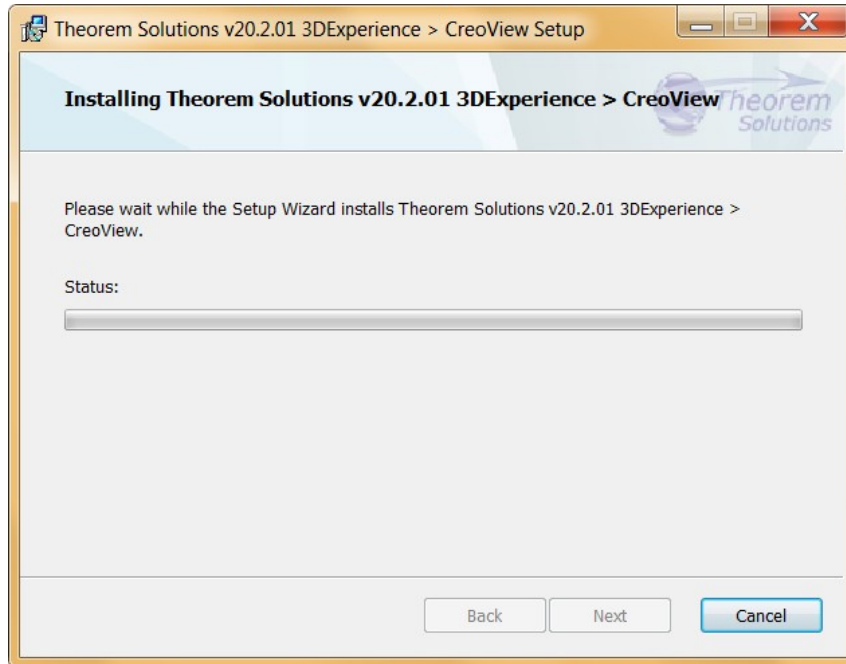 Theorem Solutions v20.2.01 3DExperience > CreoView Setup
Installing Theorem Solutions v20.2.01 3DExperience > CreoView
Theorem
Solutions
Please wait while the Setup Wizard installs Theorem Solutions v20.2.01 3DExperience >
CreoView.
Status:
Back
Next
Cancel